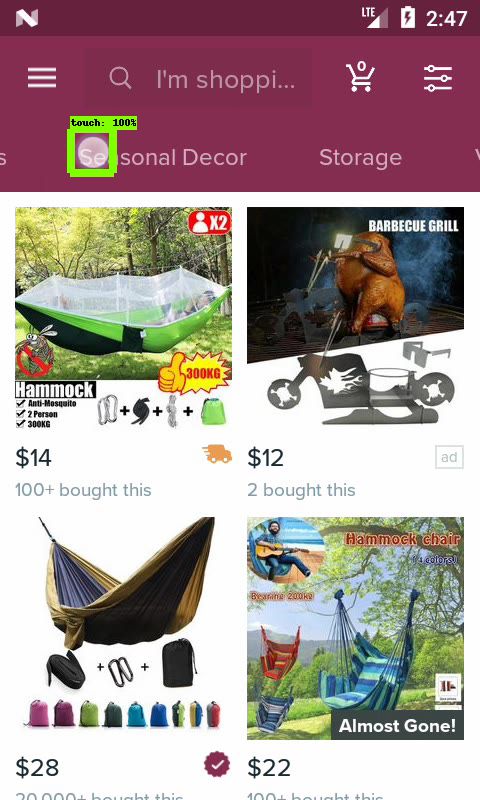 LTE 2:47
0
I'm shoppi...
touch: 100%
s Seasonal Decor Storage
X2
300KG
Hammock
Anti-Mosquito
2 Person
300KG
BARBECUE GRILL
$14
100+ bought this
$12
ad
2 bought this
Hammock chair
(4 colors)
Bearing 200kg
Almost Gone!
$28
20,000+ bought this
$22
100+ bought this